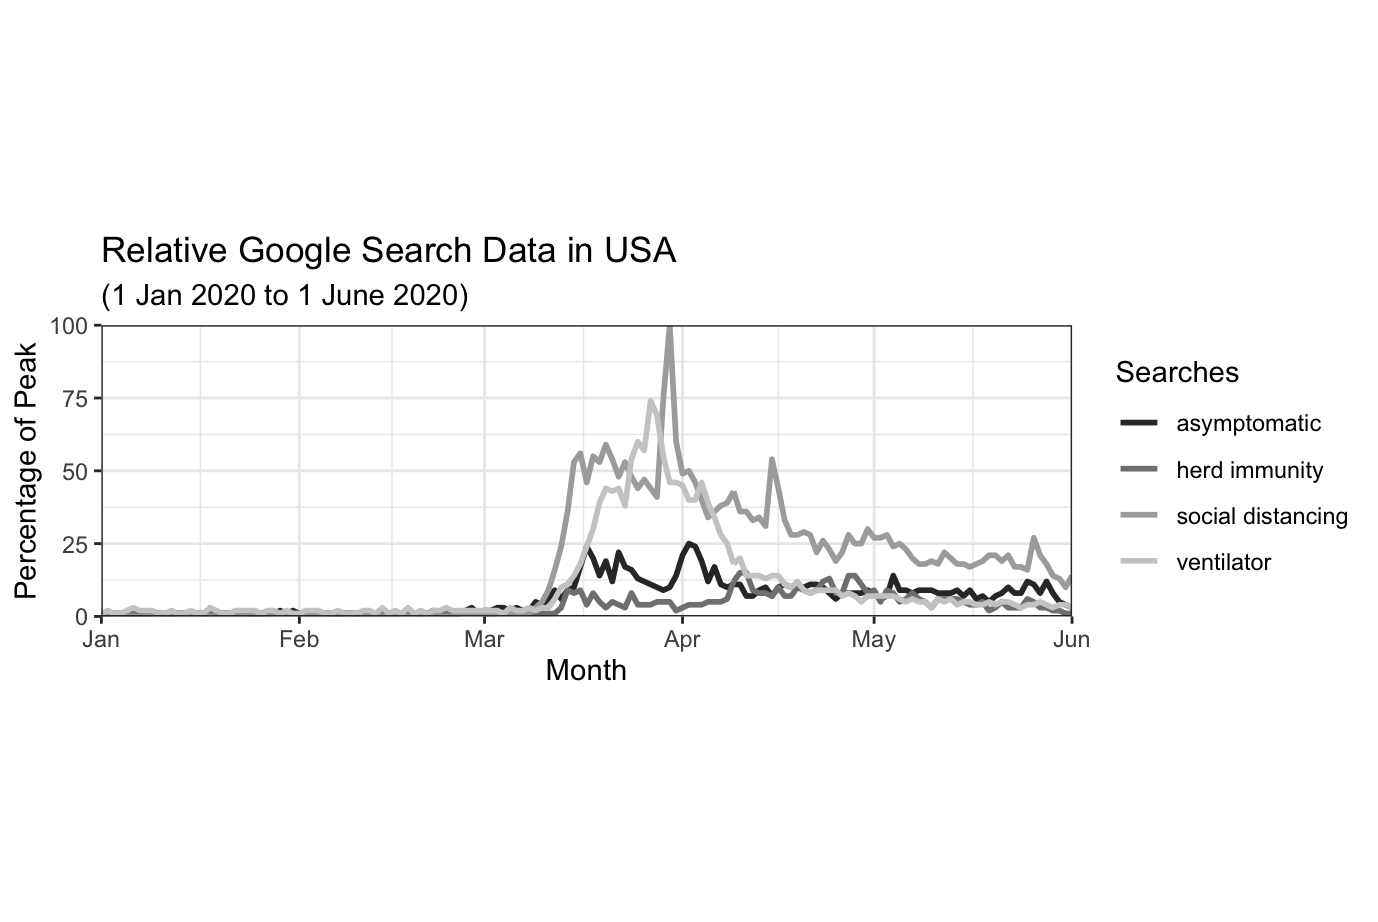 Relative Google Search Data in USA
(1 Jan 2020 to 1 June 2020)
Percentage of Peak
100
75
50
25
0
Jan
Feb
Mar
Apr
May
Jun
Month
Searches
asymptomatic
herd immunity
social distancing
ventilator